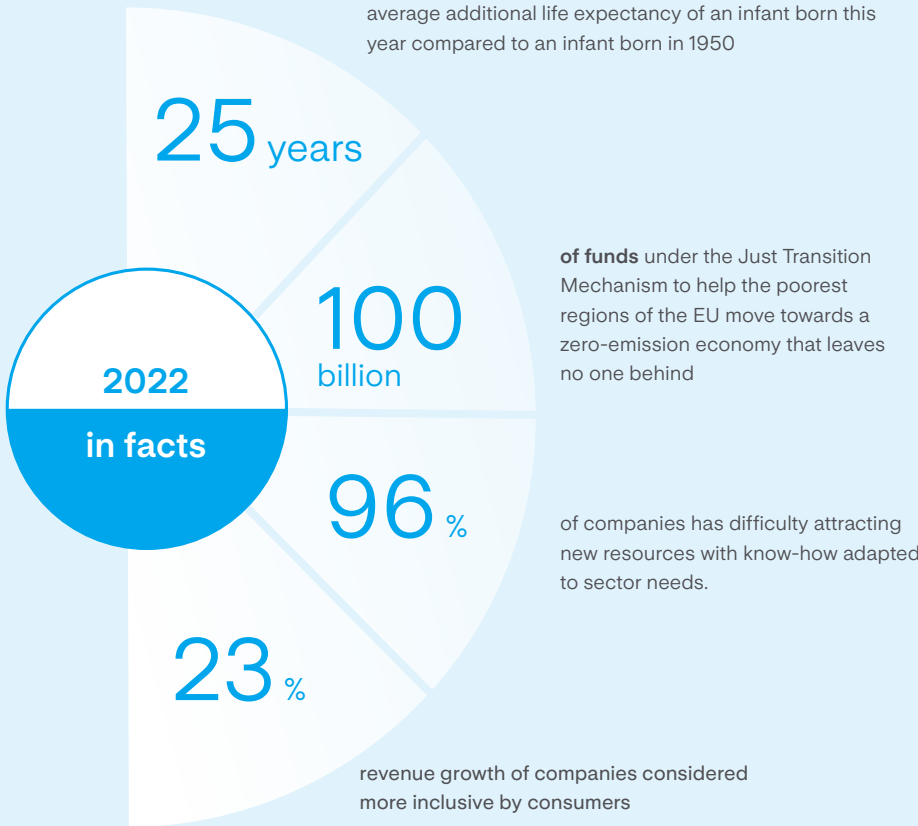 average additional life expectancy of an infant born this
year compared to an infant born in 1950
25 years
100
billion
of funds under the Just Transition
Mechanism to help the poorest
regions of the EU move towards a
zero-emission economy that leaves
no one behind
2022
in facts
96 %
of companies has difficulty attracting
new resources with know-how adapted
to sector needs.
23 %
revenue growth of companies considered
more inclusive by consumers